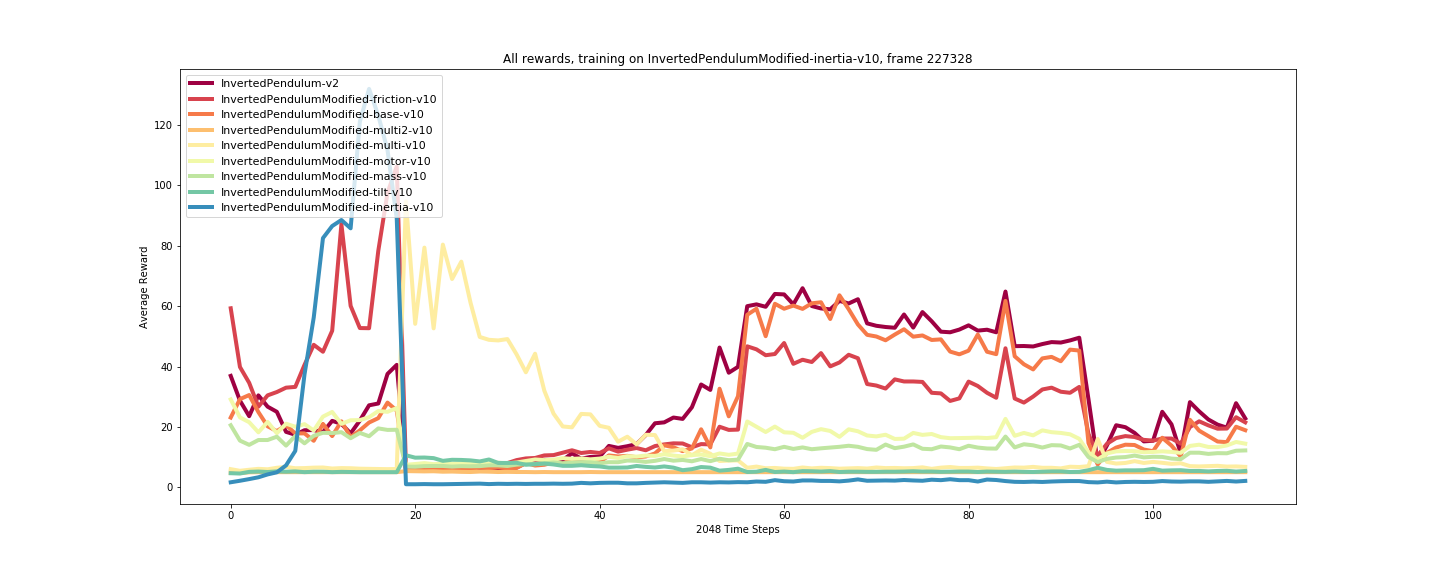 All rewards, training on InvertedPendulumModified-inertia-v10, frame 227328
InvertedPendulum-v2
InvertedPendulumModified-friction-v10
InvertedPendulumModified-base-v10
InvertedPendulumModified-multi2-v10
InvertedPendulumModified-multi-v10
InvertedPendulumModified-motor-v10
InvertedPendulumModified-mass-v10
InvertedPendulumModified-tilt-v10
InvertedPendulumModified-inertia-v10
120
100
80
60
40
20
0
Average Reward
0 20 40 60 80 100
2048 Time Steps